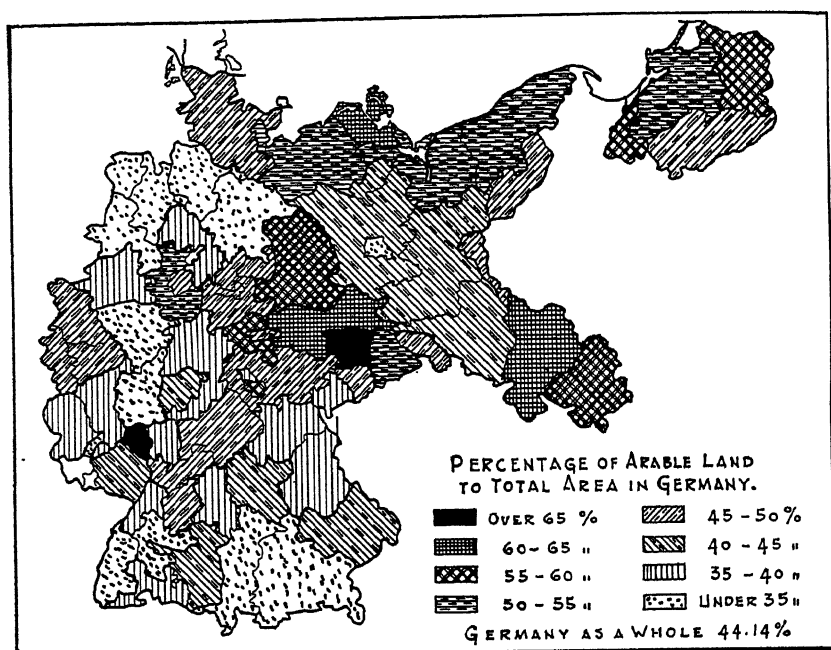 PERCENTAGE OF ARABLE LAND
TO TOTAL AREA IN GERMANY.
OVER 65 %
60-65 "
55-60 "
50-55 "
45-50%
40-45 "
35-40 "
UNDER 35 "
GERMANY AS A WHOLE 44.14%